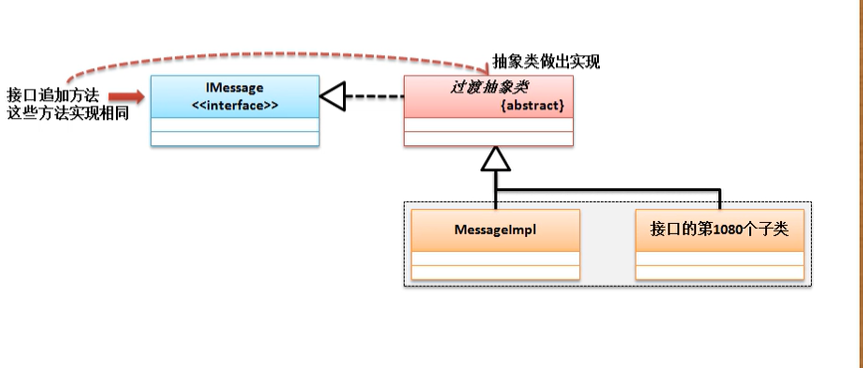 抽象类做出实现
接口追加方法
这些方法实现相同
IMessage
<<interface>>
过渡抽象类
{abstract}
MessageImpl
接口的第1080个子类